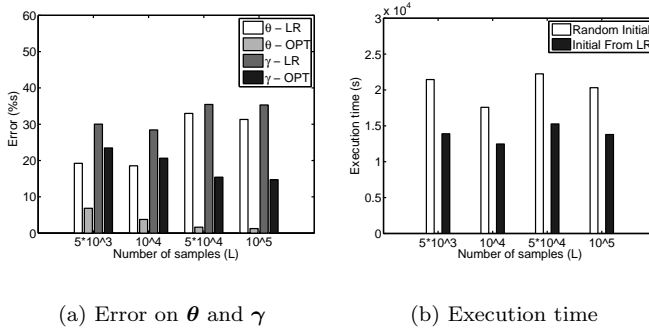 60
50
40
30
20
10
0
Error (%s)
θ – LR
θ – OPT
γ – LR
γ – OPT
5*10^3
10^4
5*10^4
10^5
Number of samples (L)
(a) Error on θ and γ
x 10^4
3
2.5
2
1.5
1
0.5
0
Execution time (s)
Random Initial
Initial From LR
5*10^3
10^4
5*10^4
10^5
Number of samples (L)
(b) Execution time